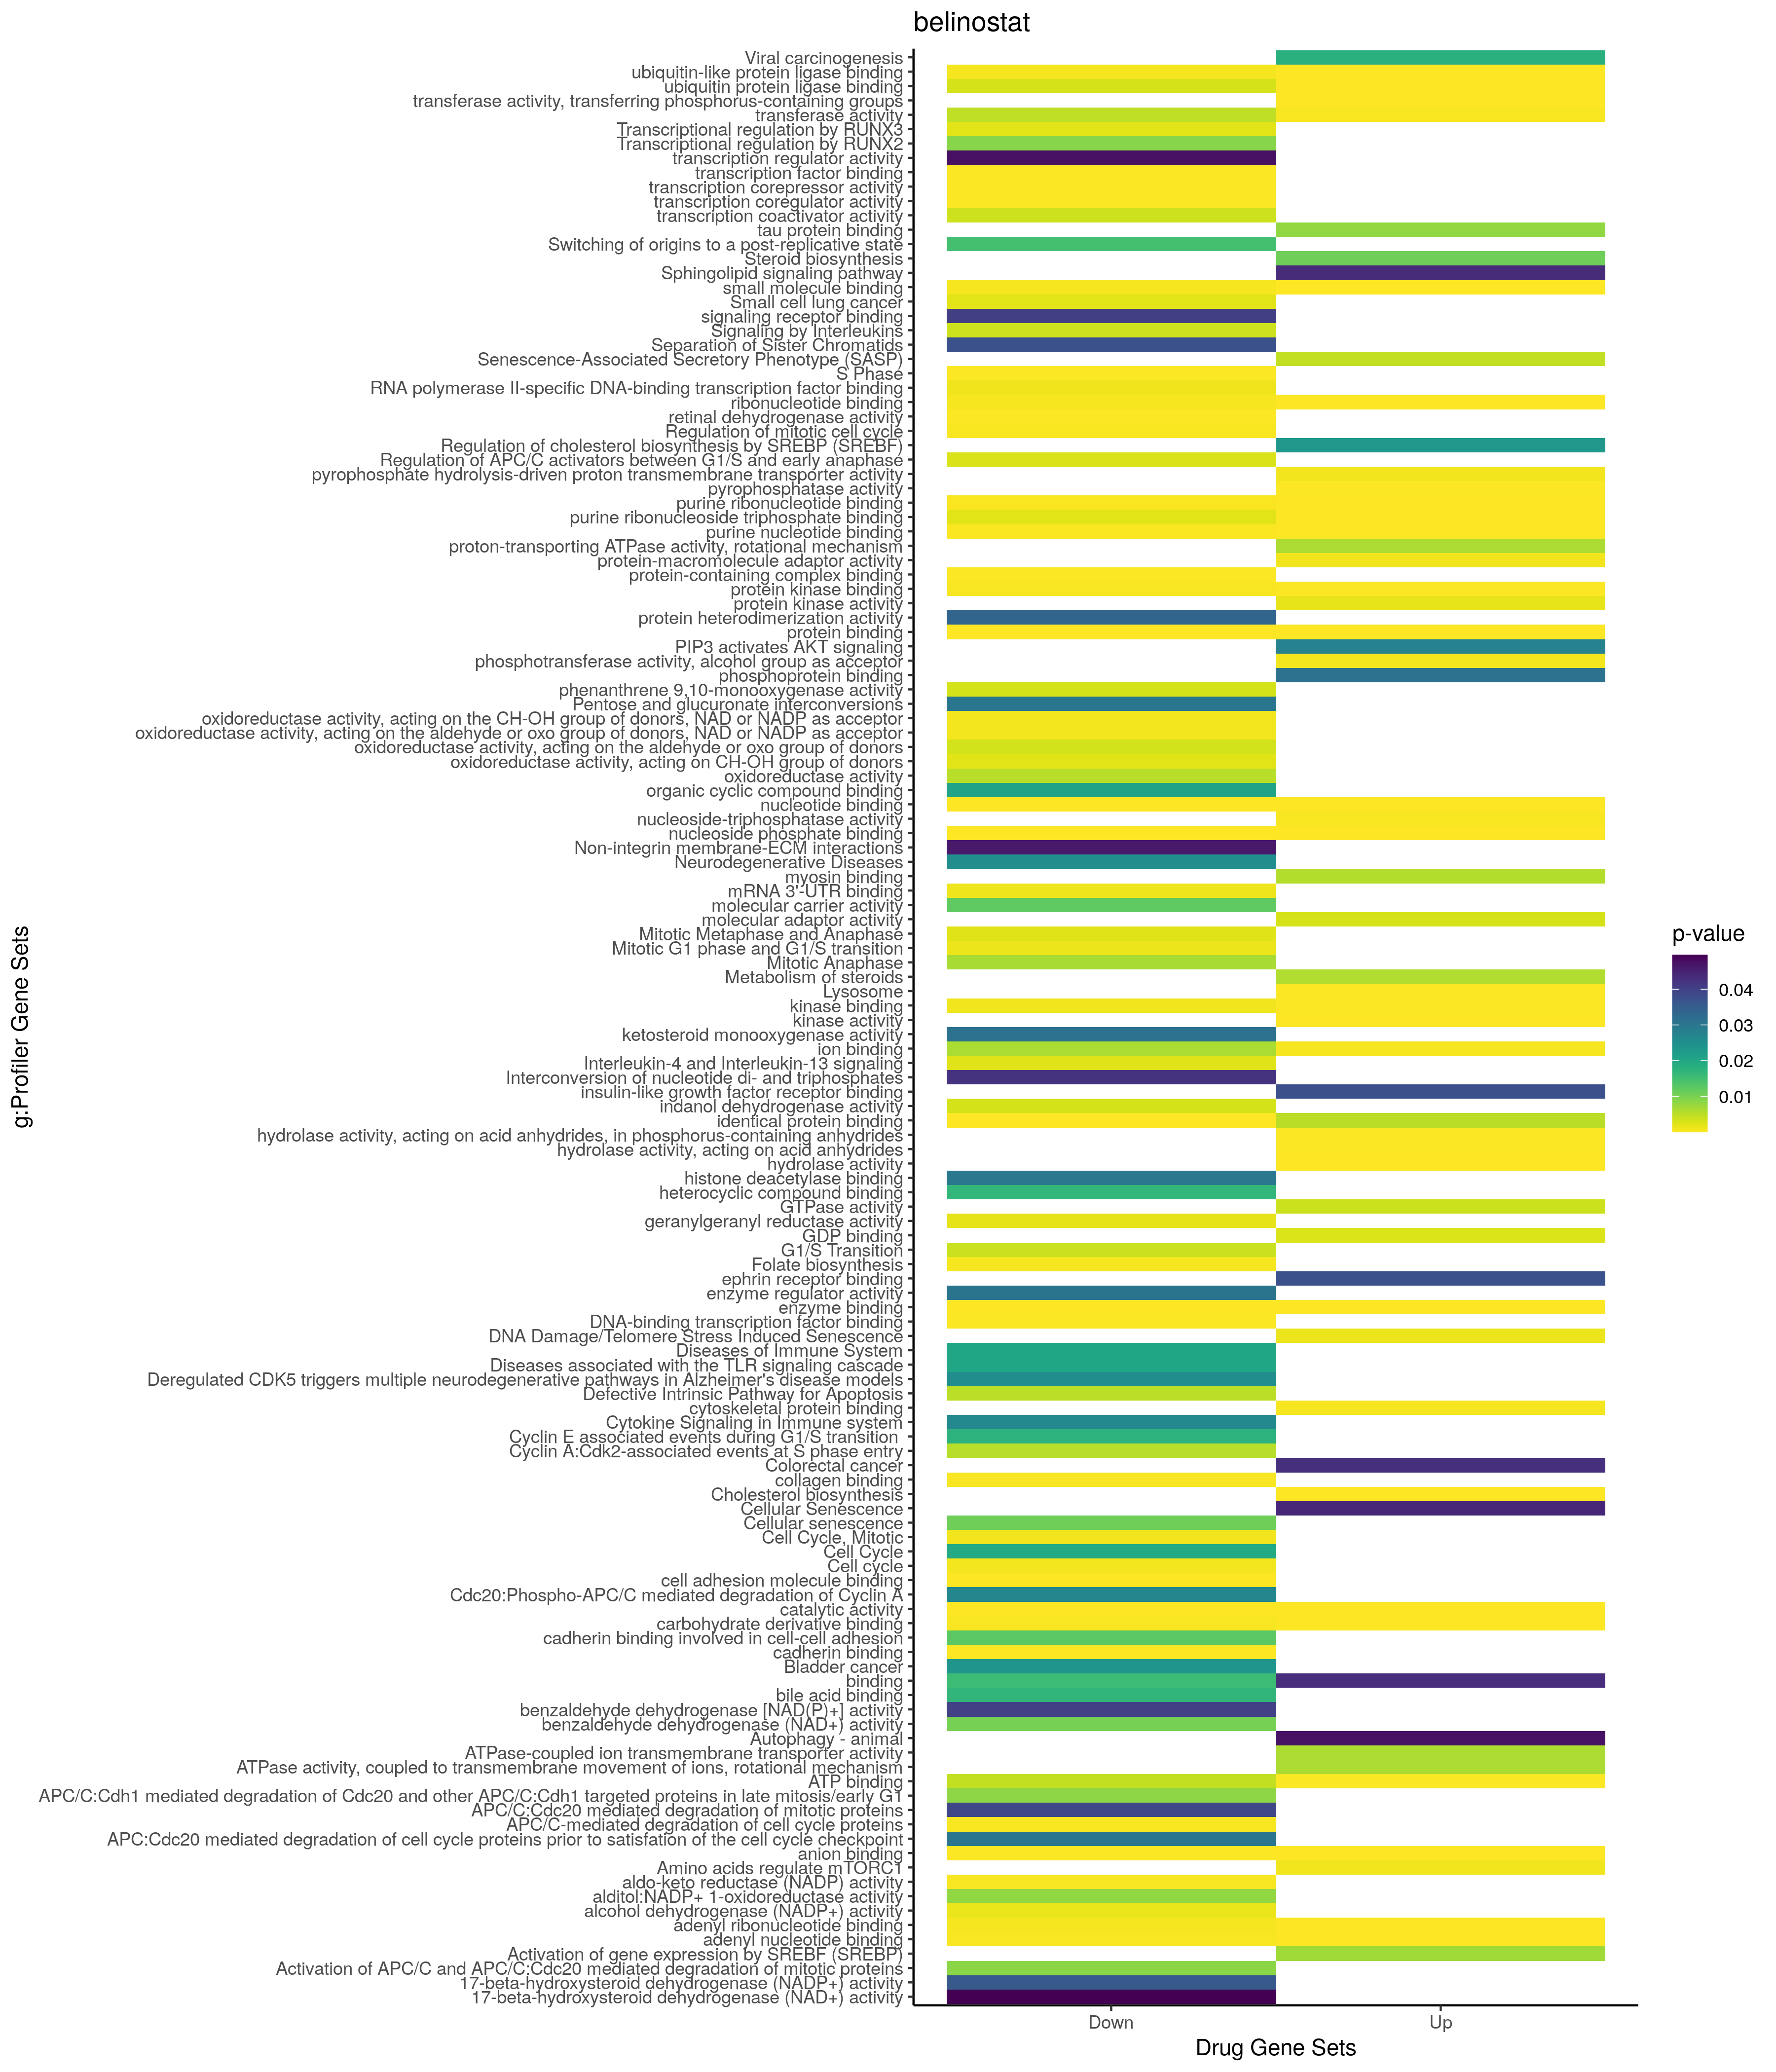 belinostat
Viral carcinogenesis
ubiquitin-like protein ligase binding
ubiquitin protein ligase binding
transferase activity, transferring phosphorus-containing groups
transferase activity
Transcriptional regulation by RUNX3
Transcriptional regulation by RUNX2
transcription regulator activity
transcription factor binding
transcription corepressor activity
transcription coregulator activity
transcription coactivator activity
tau protein binding
Switching of origins to a post-replicative state
Steroid biosynthesis
Sphingolipid signaling pathway
small molecule binding
Small cell lung cancer
signaling receptor binding
Signaling by Interleukins
Separation of Sister Chromatids
Senescence-Associated Secretory Phenotype (SASP)
S Phase
RNA polymerase II-specific DNA-binding transcription factor binding
ribonucleotide binding
retinal dehydrogenase activity
Regulation of mitotic cell cycle
Regulation of cholesterol biosynthesis by SREBP (SREBF)
Regulation of APC/C activators between G1/S and early anaphase
pyrophosphate hydrolysis-driven proton transmembrane transporter activity
pyrophosphatase activity
purine ribonucleotide binding
purine ribonucleoside triphosphate binding
purine nucleotide binding
proton-transporting ATPase activity, rotational mechanism
protein-macromolecule adaptor activity
protein-containing complex binding
protein kinase binding
protein kinase activity
protein heterodimerization activity
protein binding
PIP3 activates AKT signaling
phosphotransferase activity, alcohol group as acceptor
phosphoprotein binding
phenanthrene 9,10-monooxygenase activity
Pentose and glucuronate interconversions
oxidoreductase activity, acting on the CH-OH group of donors, NAD or NADP as acceptor
oxidoreductase activity, acting on the aldehyde or oxo group of donors, NAD or NADP as acceptor
oxidoreductase activity, acting on the aldehyde or oxo group of donors
oxidoreductase activity, acting on CH-OH group of donors
oxidoreductase activity
organic cyclic compound binding
nucleotide binding
nucleoside-triphosphatase activity
nucleoside phosphate binding
Non-integrin membrane-ECM interactions
Neurodegenerative Diseases
myosin binding
mRNA 3'-UTR binding
molecular carrier activity
molecular adaptor activity
Mitotic Metaphase and Anaphase
Mitotic G1 phase and G1/S transition
Mitotic Anaphase
Metabolism of steroids
Lysosome
kinase binding
kinase activity
ketosteroid monooxygenase activity
ion binding
Interleukin-4 and Interleukin-13 signaling
Interconversion of nucleotide di- and triphosphates
insulin-like growth factor receptor binding
indanol dehydrogenase activity
identical protein binding
hydrolase activity, acting on acid anhydrides, in phosphorus-containing anhydrides
hydrolase activity, acting on acid anhydrides
hydrolase activity
histone deacetylase binding
heterocyclic compound binding
GTPase activity
geranylgeranyl reductase activity
GDP binding
G1/S Transition
Folate biosynthesis
ephrin receptor binding
enzyme regulator activity
enzyme binding
DNA-binding transcription factor binding
DNA Damage/Telomere Stress Induced Senescence
Diseases of Immune System
Diseases associated with the TLR signaling cascade
Deregulated CDK5 triggers multiple neurodegenerative pathways in Alzheimer's disease models
Defective Intrinsic Pathway for Apoptosis
cytoskeletal protein binding
Cytokine Signaling in Immune system
Cyclin E associated events during G1/S transition
Cyclin A:Cdk2-associated events at S phase entry
Colorectal cancer
collagen binding
Cholesterol biosynthesis
Cellular Senescence
Cellular senescence
Cell Cycle, Mitotic
Cell Cycle
Cell cycle
cell adhesion molecule binding
Cdc20:Phospho-APC/C mediated degradation of Cyclin A
catalytic activity
carbohydrate derivative binding
cadherin binding involved in cell-cell adhesion
cadherin binding
Bladder cancer
binding
bile acid binding
benzaldehyde dehydrogenase [NAD(P)+] activity
benzaldehyde dehydrogenase (NAD+) activity
Autophagy - animal
ATPase-coupled ion transmembrane transporter activity
ATPase activity, coupled to transmembrane movement of ions, rotational mechanism
ATP binding
APC/C:Cdh1 mediated degradation of Cdc20 and other APC/C:Cdh1 targeted proteins in late mitosis/early G1
APC/C:Cdc20 mediated degradation of mitotic proteins
APC/C-mediated degradation of cell cycle proteins
APC:Cdc20 mediated degradation of cell cycle proteins prior to satisfation of the cell cycle checkpoint
anion binding
Amino acids regulate mTORC1
aldo-keto reductase (NADP) activity
alditol:NADP+ 1-oxidoreductase activity
alcohol dehydrogenase (NADP+) activity
adenyl ribonucleotide binding
adenyl nucleotide binding
Activation of gene expression by SREBF (SREBP)
Activation of APC/C and APC/C:Cdc20 mediated degradation of mitotic proteins
17-beta-hydroxysteroid dehydrogenase (NADP+) activity
17-beta-hydroxysteroid dehydrogenase (NAD+) activity
Down
Up
Drug Gene Sets
g:Profiler Gene Sets
p-value
0.04
0.03
0.02
0.01